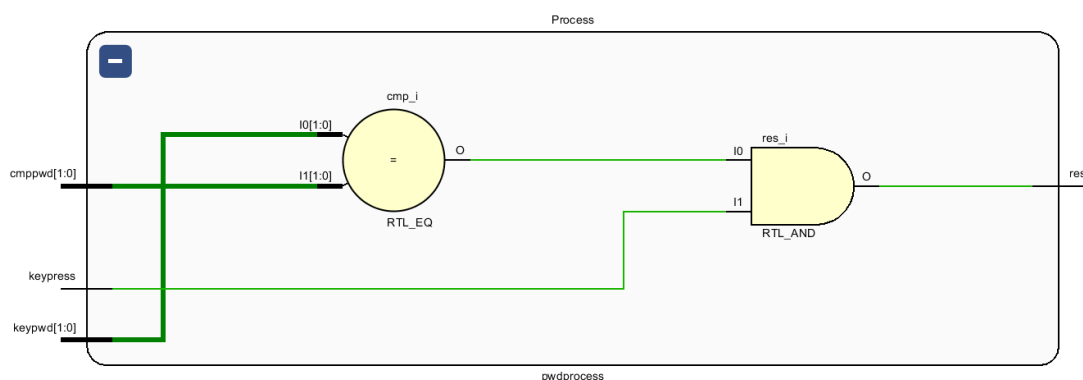 Process
cmp_i
I0[1:0]
=
O
I1[1:0]
RTL_EQ
cmppwd[1:0]
keypress
keypwd[1:0]
res_i
I0
I1
O
RTL_AND
res
pwdprocess